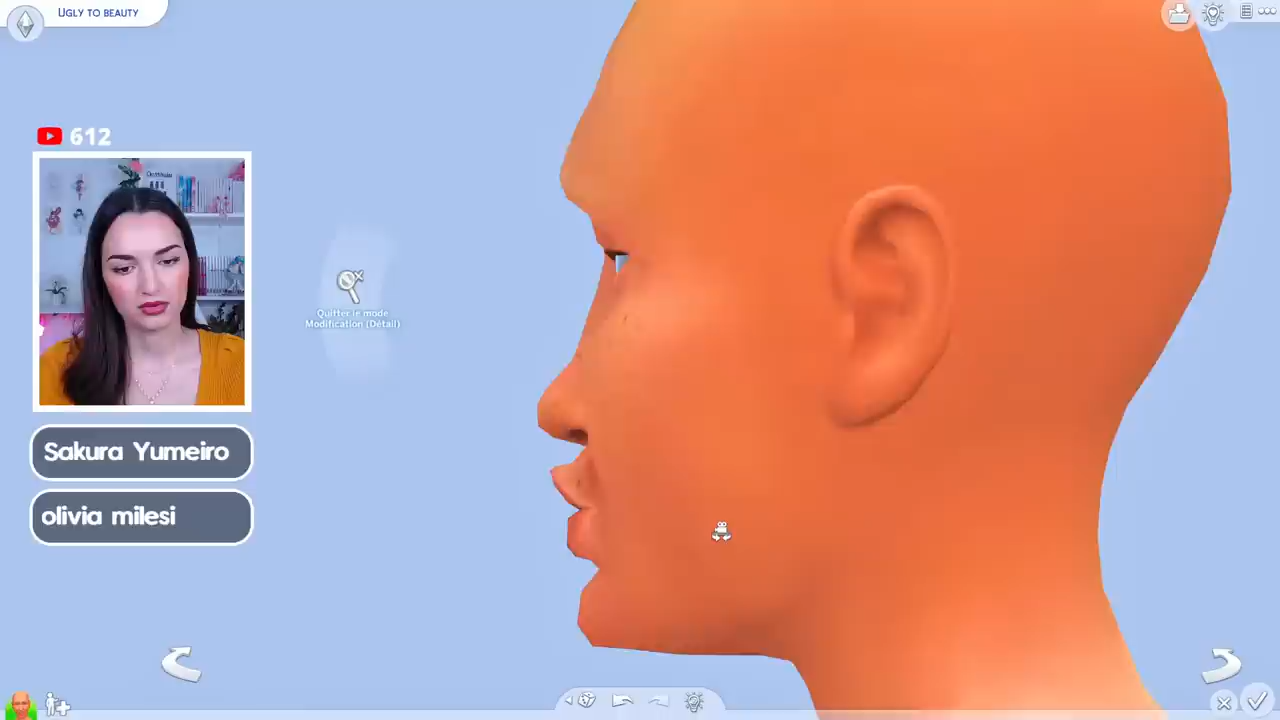 Ugly to beauty
612
Quitter le mode
Modification (Détail)
Sakura Yumeiro
olivia milesi